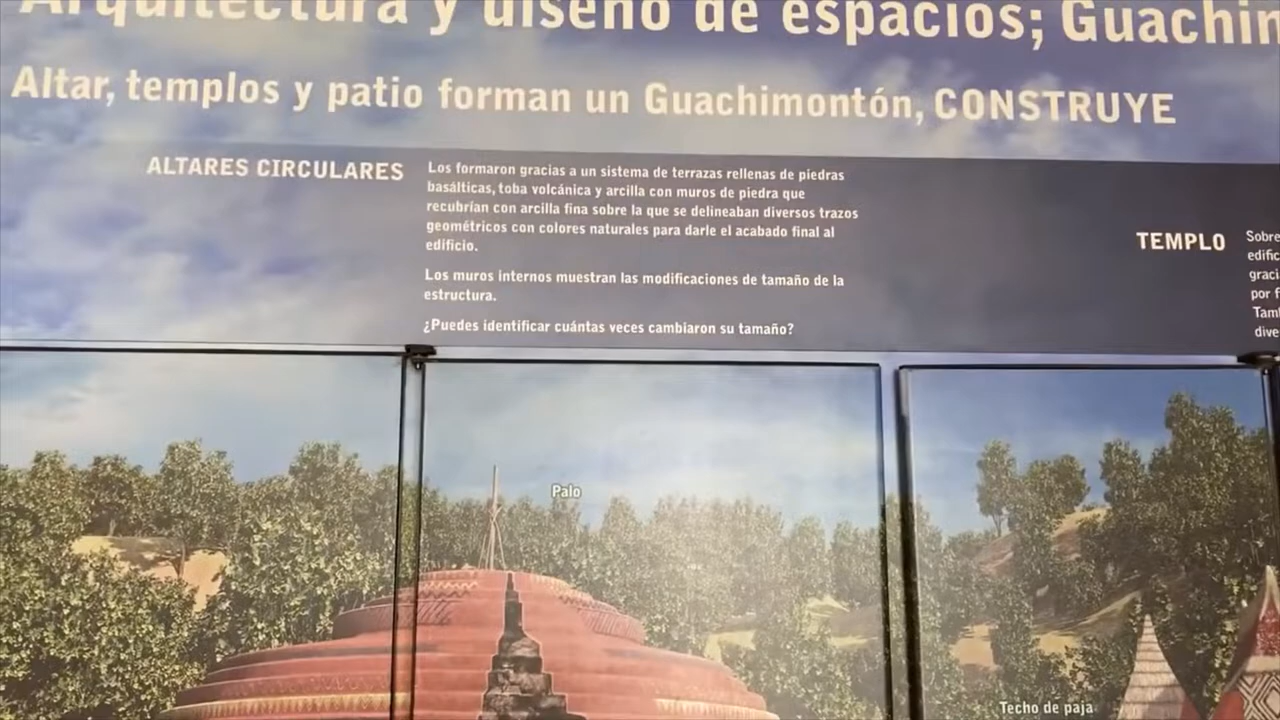 Arquitectura y diseño de espacios;
Altar, templos y patio forman un Guachimontón, CONSTRUYE
ALTARES CIRCULARES
Los formaron gracias a un sistema de terrazas rellenas de piedras
basálticas, toba volcánica y arcilla con muros de piedra que
recubrían con arcilla fina sobre la que se delineaban diversos trazos
geométricos con colores naturales para darle el acabado final al
edificio.
Los muros internos muestran las modificaciones de tamaño de la
estructura.
¿Puedes identificar cuántas veces cambiaron su tamaño?
TEMPLO
Sobre
por
Palo
Techo de paja